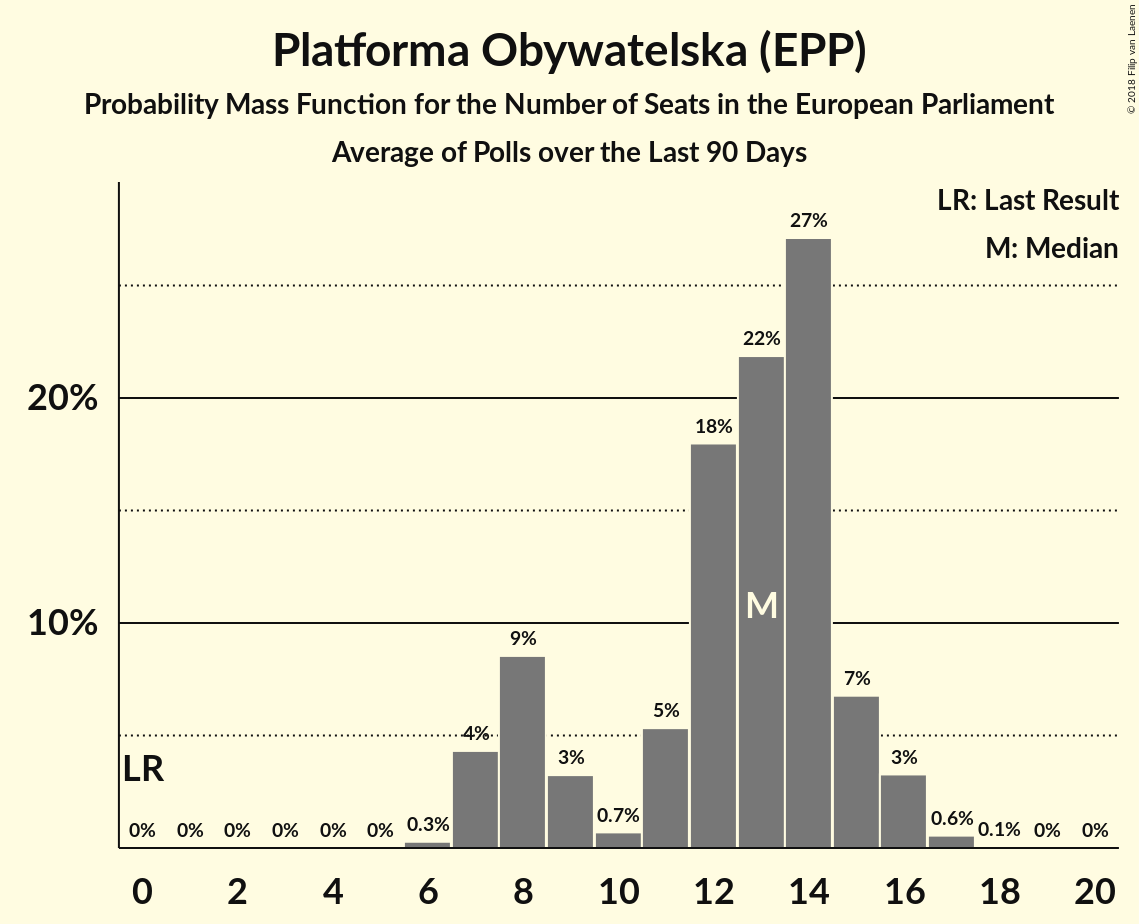 Platforma Obywatelska (EPP)
Probability Mass Function for the Number of Seats in the European Parliament
Average of Polls over the Last 90 Days
© 2018 Filip van Laenen
LR: Last Result
M: Median
27%
22%
20%
18%
M
10%
9%
7%
5%
4%
3%
3%
LR
0% 0% 0% 0% 0% 0% 0.3% 0.7% 0.6% 0.1% 0% 0%
0 2 4 6 8 10 12 14 16 18 20